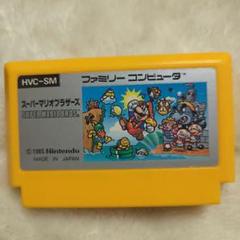 HVC-SM
ファミリー コンピュータ
スーパーマリオブラザーズ
SUPER MARIO BROS.
© 1985 Nintendo
MADE IN JAPAN